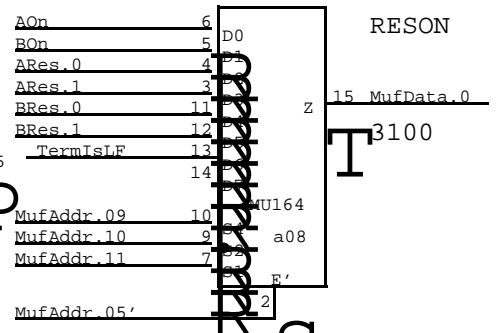 AOn 6 D0 RESON
BOn 5 D1
ARes.0 4
ARes.1 3
15 MufData.0
BRes.0 11 Z
BRes.1 12 3100
TermIsLF 13
14
MufAddr.09 10 MU164
MufAddr.10 9 a08
MufAddr.11 7
E'
2
MufAddr.05'